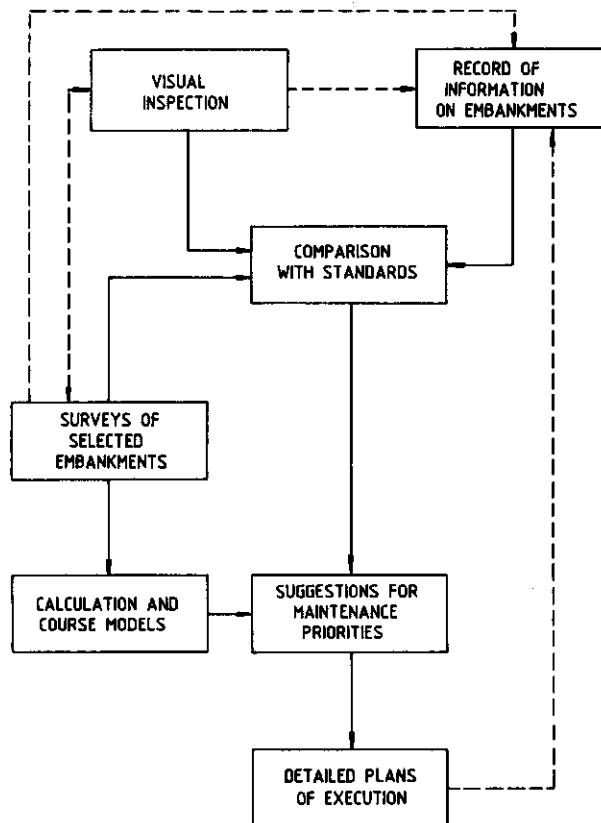 VISUAL
INSPECTION
RECORD OF
INFORMATION
ON EMBANKMENTS
COMPARISON
WITH STANDARDS
SURVEYS OF
SELECTED
EMBANKMENTS
CALCULATION AND
COURSE MODELS
SUGGESTIONS FOR
MAINTENANCE
PRIORITIES
DETAILED PLANS
OF EXECUTION